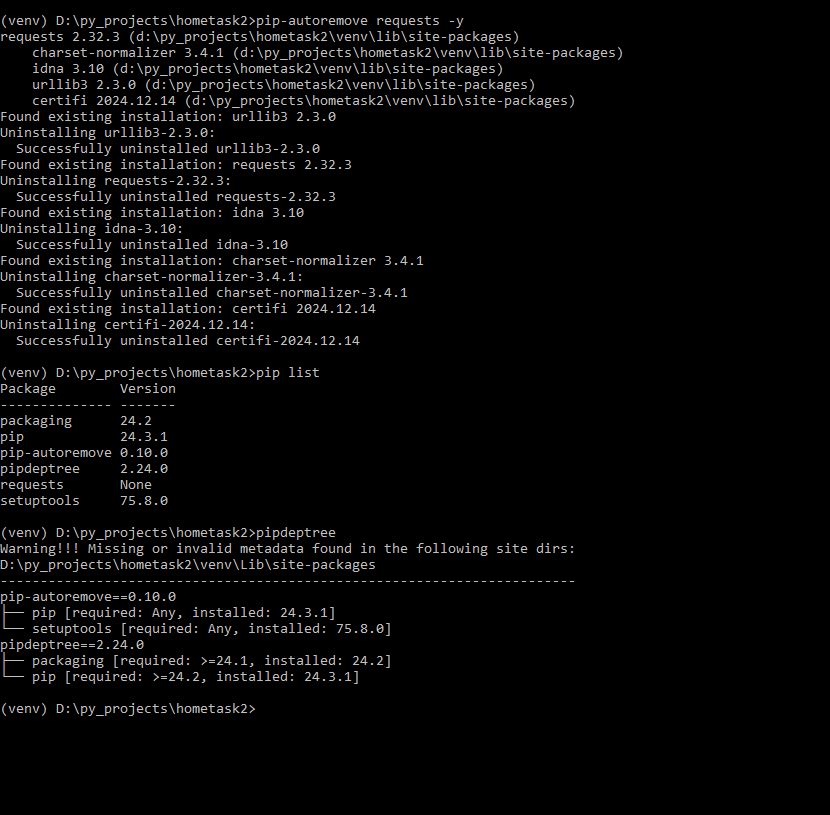 (venv) D:\py_projects\hometask2>pip-autoremove requests -y
requests 2.32.3 (d:\py_projects\hometask2\venv\lib\site-packages)
    charset-normalizer 3.4.1 (d:\py_projects\hometask2\venv\lib\site-packages)
    idna 3.10 (d:\py_projects\hometask2\venv\lib\site-packages)
    urllib3 2.3.0 (d:\py_projects\hometask2\venv\lib\site-packages)
    certifi 2024.12.14 (d:\py_projects\hometask2\venv\lib\site-packages)
Found existing installation: urllib3 2.3.0
Uninstalling urllib3-2.3.0:
  Successfully uninstalled urllib3-2.3.0
Found existing installation: requests 2.32.3
Uninstalling requests-2.32.3:
  Successfully uninstalled requests-2.32.3
Found existing installation: idna 3.10
Uninstalling idna-3.10:
  Successfully uninstalled idna-3.10
Found existing installation: charset-normalizer 3.4.1
Uninstalling charset-normalizer-3.4.1:
  Successfully uninstalled charset-normalizer-3.4.1
Found existing installation: certifi 2024.12.14
Uninstalling certifi-2024.12.14:
  Successfully uninstalled certifi-2024.12.14

(venv) D:\py_projects\hometask2>pip list
Package        Version
-------------- -------
packaging      24.2
pip            24.3.1
pip-autoremove 0.10.0
pipdeptree     2.24.0
requests       None
setuptools     75.8.0

(venv) D:\py_projects\hometask2>pipdeptree
Warning!!! Missing or invalid metadata found in the following site dirs:
D:\py_projects\hometask2\venv\Lib\site-packages
------------------------------------------------------------------------
pip-autoremove==0.10.0
├── pip [required: Any, installed: 24.3.1]
└── setuptools [required: Any, installed: 75.8.0]
pipdeptree==2.24.0
├── packaging [required: >=24.1, installed: 24.2]
└── pip [required: >=24.2, installed: 24.3.1]

(venv) D:\py_projects\hometask2>